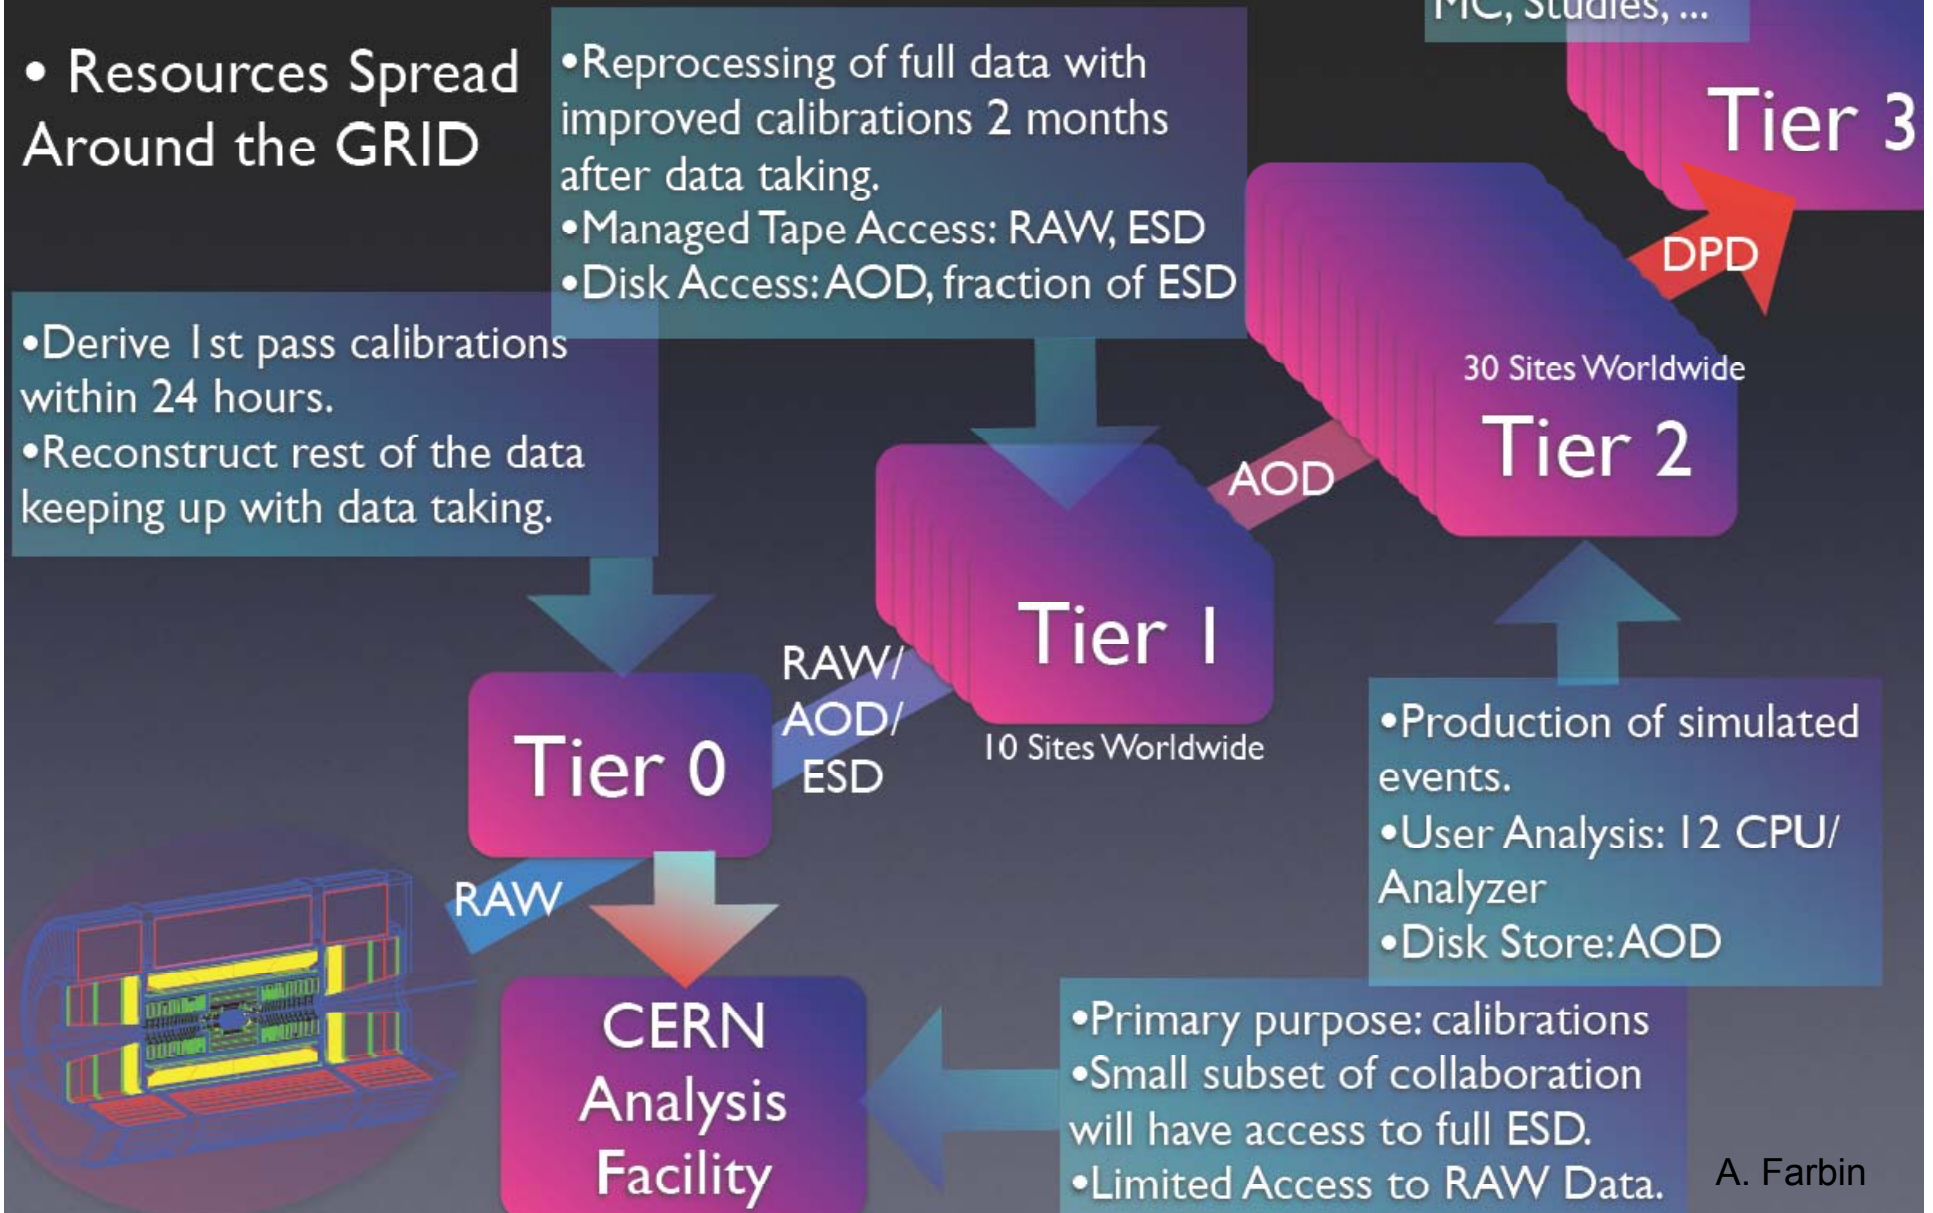 • Resources Spread
Around the GRID
•Reprocessing of full data with
improved calibrations 2 months
after data taking.
•Managed Tape Access: RAW, ESD
•Disk Access: AOD, fraction of ESD
MC, Studies, ...
Tier 3
DPD
•Derive 1st pass calibrations
within 24 hours.
•Reconstruct rest of the data
keeping up with data taking.
30 Sites Worldwide
Tier 2
AOD
Tier 1
10 Sites Worldwide
RAW/
AOD/
ESD
Tier 0
RAW
•Production of simulated
events.
•User Analysis: 12 CPU/
Analyzer
•Disk Store: AOD
CERN
Analysis
Facility
•Primary purpose: calibrations
•Small subset of collaboration
will have access to full ESD.
•Limited Access to RAW Data.
A. Farbin